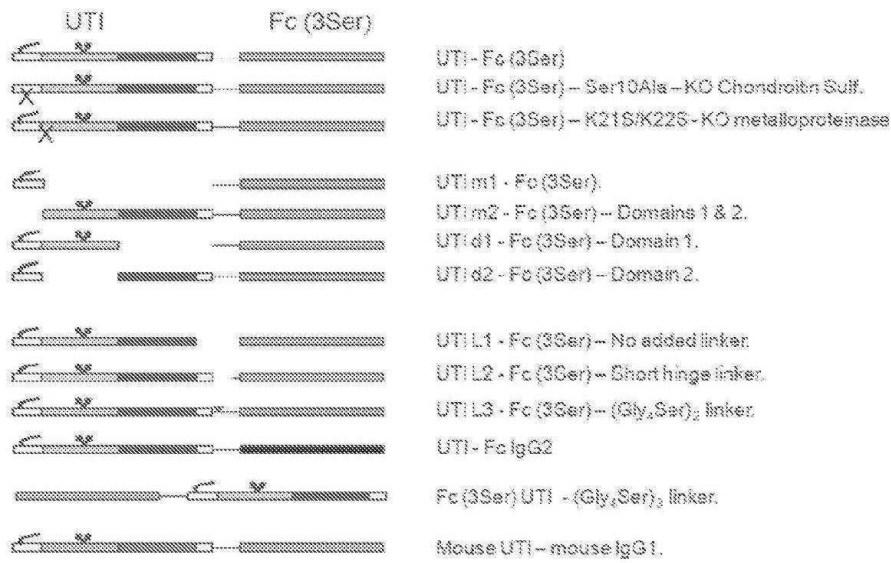 UTI Fc (3Ser)
UTI - Fc (3Ser)
UTI - Fc (3Ser) – Ser10Ala – KO Chondroitin Sulf.
UTI - Fc (3Ser) – K21S/K22S - KO metalloproteinase
UTI m1 - Fc (3Ser).
UTI m2 - Fc (3Ser) – Domains 1 & 2.
UTI d1 - Fc (3Ser) – Domain 1.
UTI d2 - Fc (3Ser) – Domain 2.
UTI L1 - Fc (3Ser) – No added linker.
UTI L2 - Fc (3Ser) – Short hinge linker.
UTI L3 - Fc (3Ser) – (Gly₄Ser)₂ linker.
UTI - Fc IgG2
Fc (3Ser) UTI - (Gly₄Ser)₃ linker.
Mouse UTI – mouse IgG1.